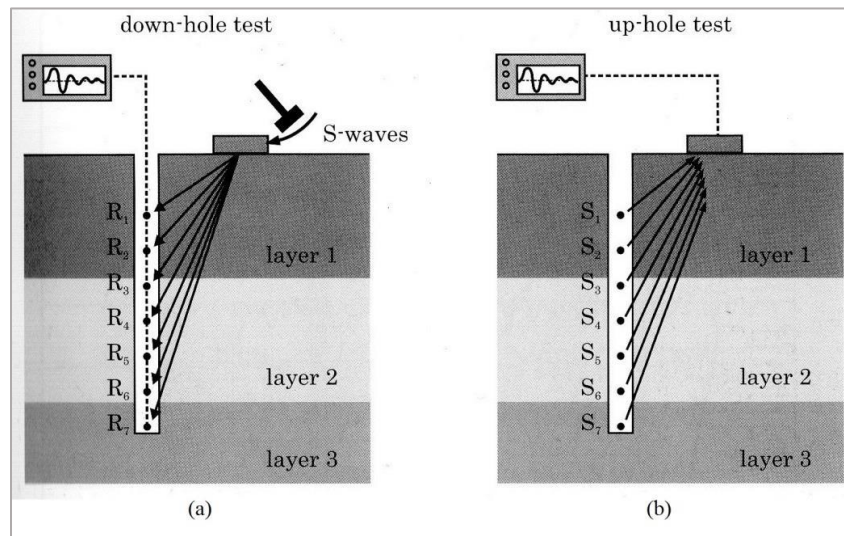 down-hole test
S-waves
R1
R2
R3
R4
R5
R6
R7
layer 1
layer 2
layer 3
(a)
up-hole test
S1
S2
S3
S4
S5
S6
S7
layer 1
layer 2
layer 3
(b)